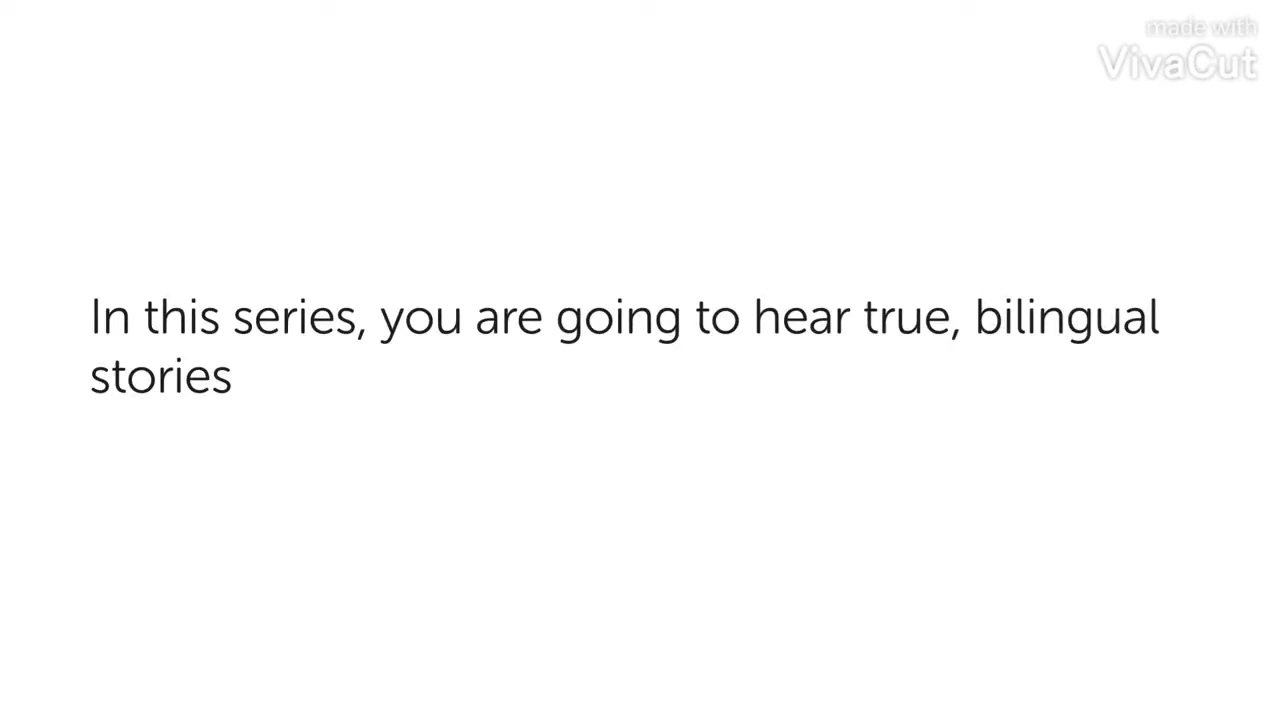 made with
VivaCut
In this series, you are going to hear true, bilingual
stories